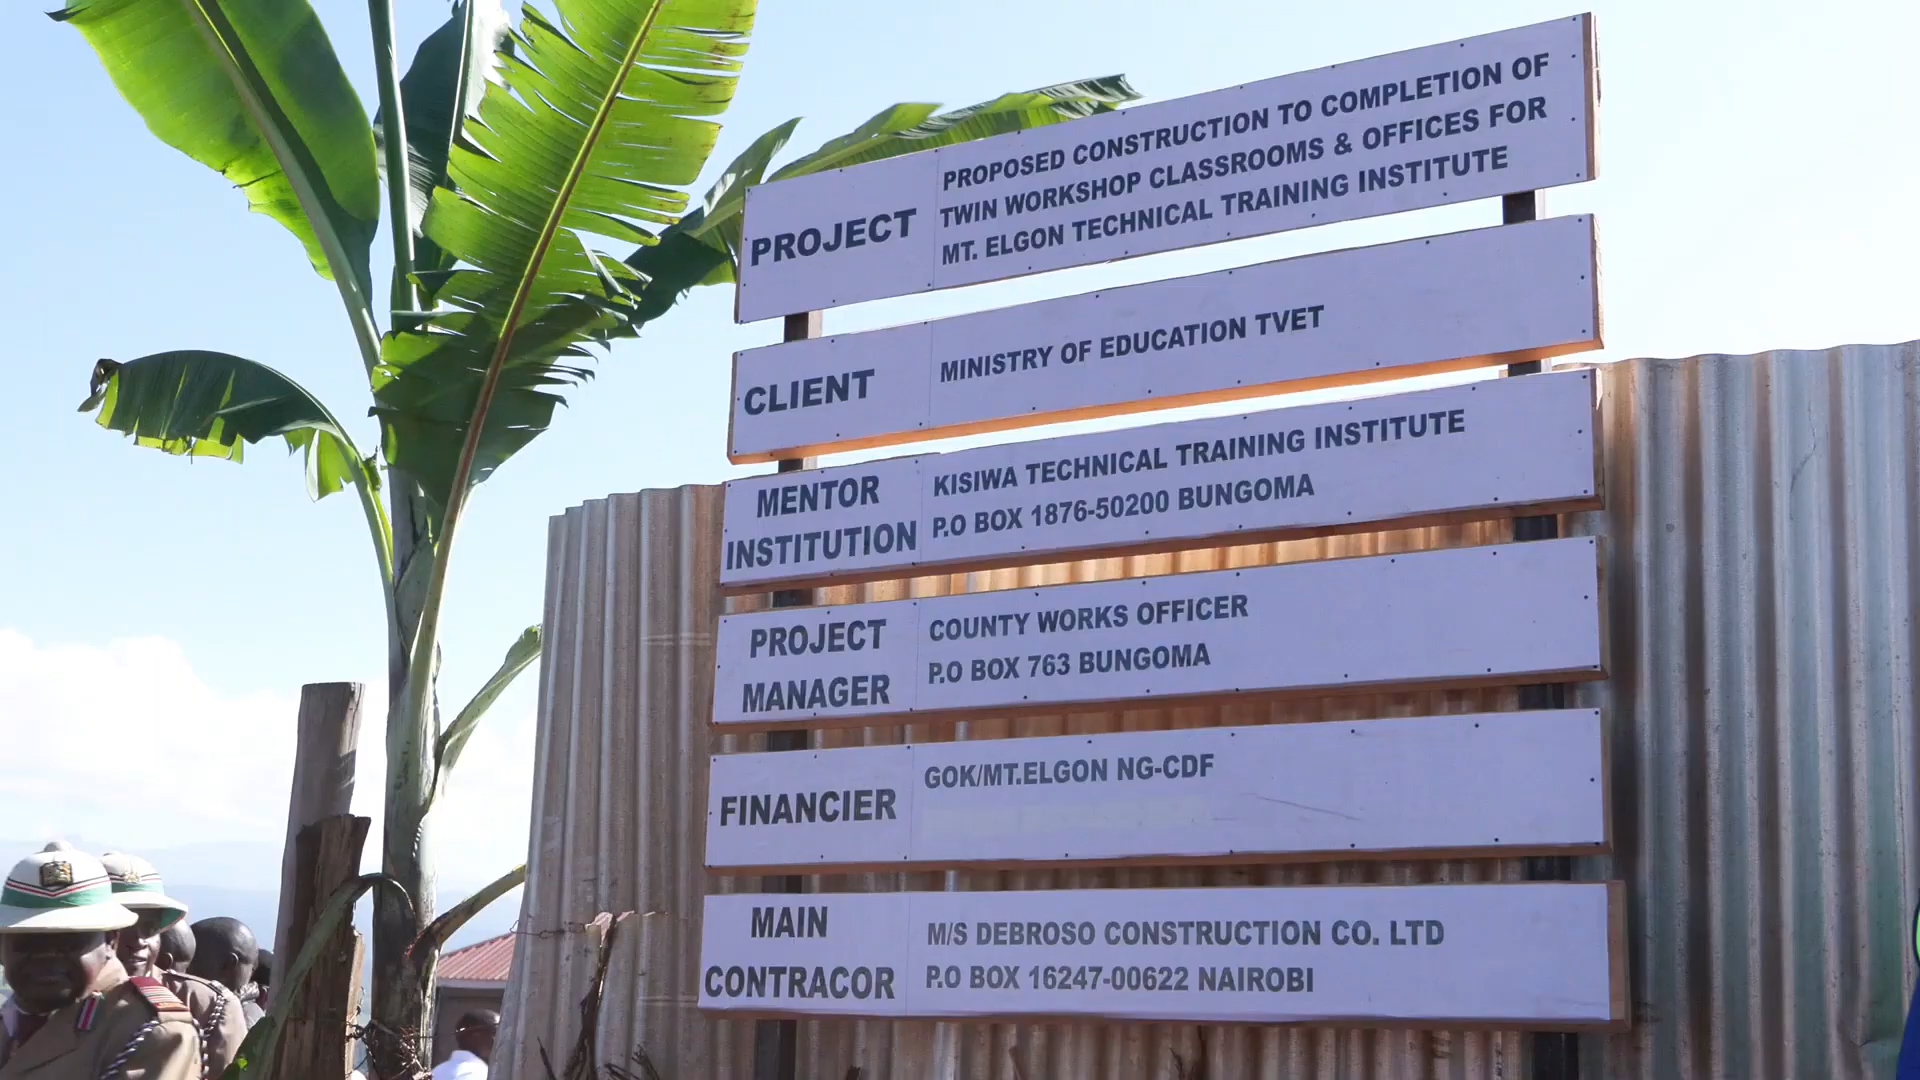 PROJECT
PROPOSED CONSTRUCTION TO COMPLETION OF
TWIN WORKSHOP CLASSROOMS & OFFICES FOR
MT. ELGON TECHNICAL TRAINING INSTITUTE
CLIENT
MINISTRY OF EDUCATION TVET
MENTOR
INSTITUTION
KISIWA TECHNICAL TRAINING INSTITUTE
P.O BOX 1876-50200 BUNGOMA
PROJECT
MANAGER
COUNTY WORKS OFFICER
P.O BOX 763 BUNGOMA
FINANCIER
GOK/MT.ELGON NG-CDF
MAIN
CONTRACOR
M/S DEBROSO CONSTRUCTION CO. LTD
P.O BOX 16247-00622 NAIROBI